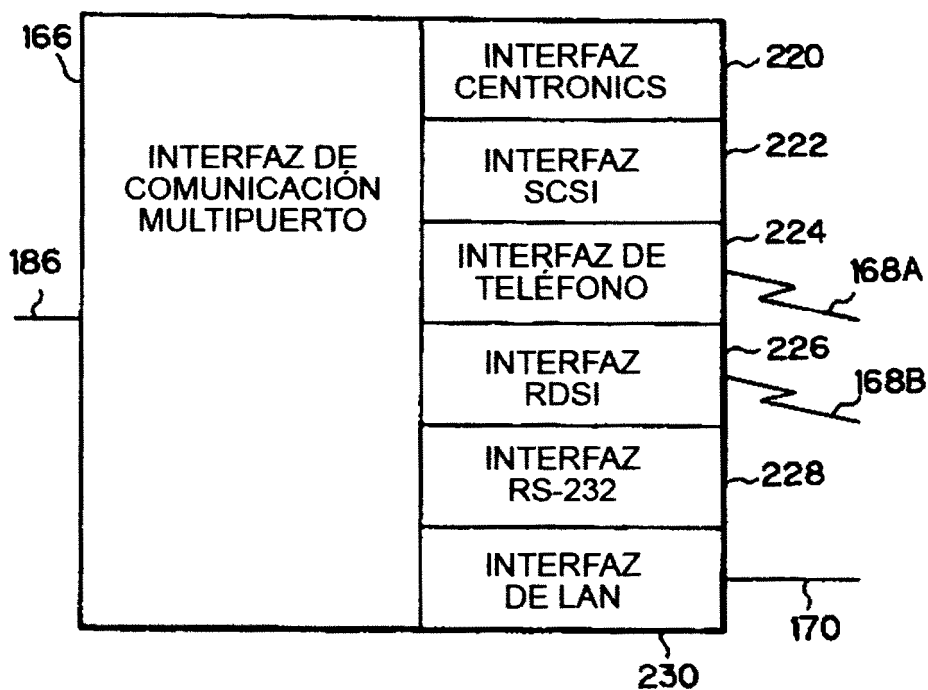 166
INTERFAZ DE
COMUNICACIÓN
MULTIPUERTO
186
INTERFAZ
CENTRONICS
220
INTERFAZ
SCSI
222
INTERFAZ DE
TELÉFONO
224
168A
INTERFAZ
RDSI
226
168B
INTERFAZ
RS-232
228
INTERFAZ
DE LAN
170
230